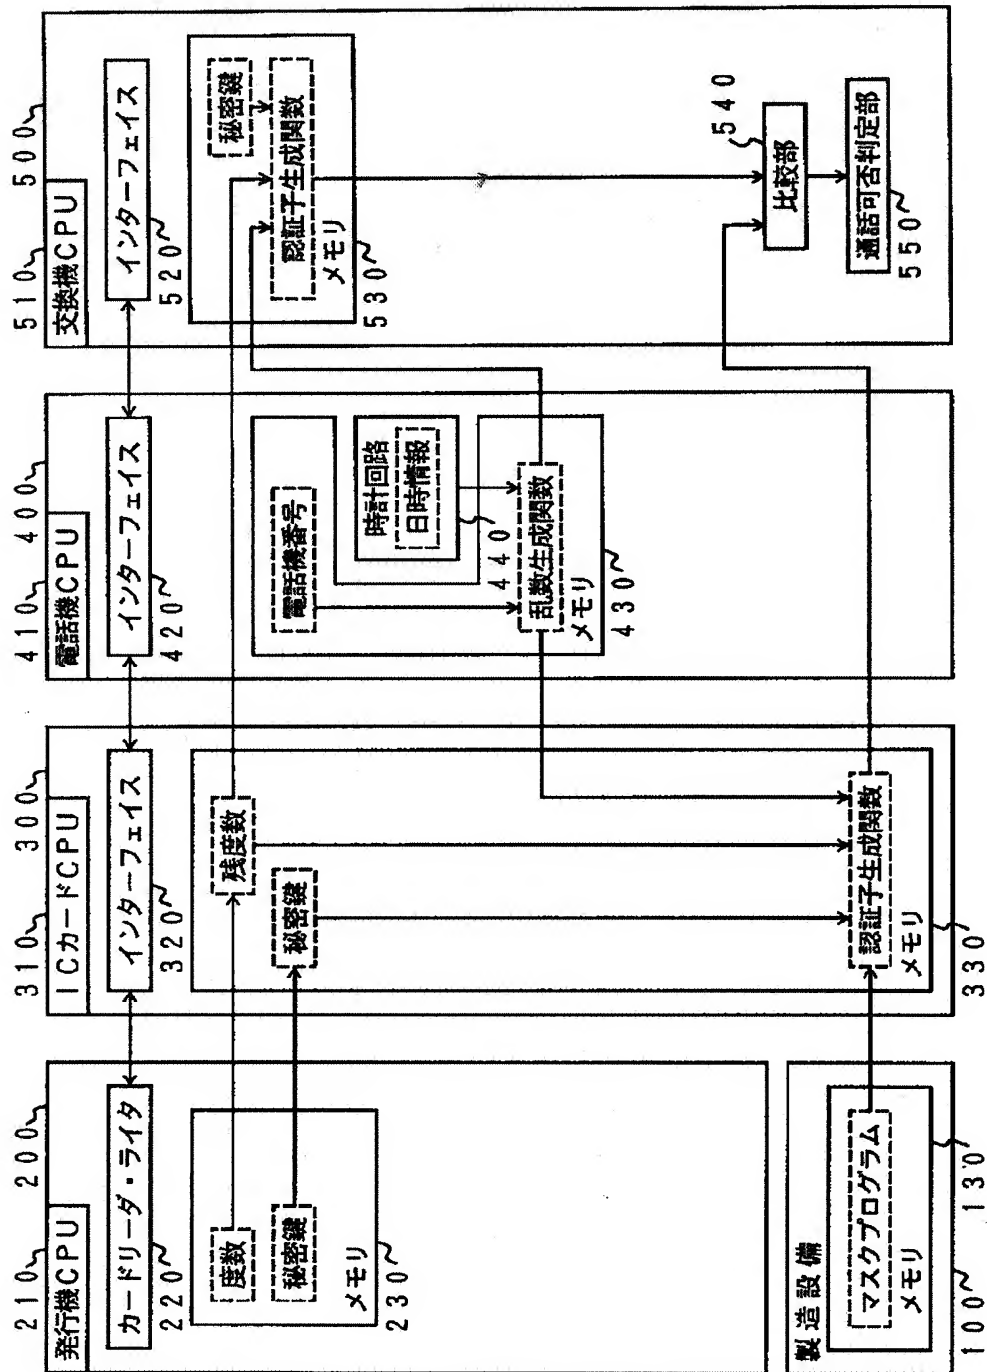 ２１０
２００
発行機CPU
カードリーダ・ライタ
２２０
度数
秘密鍵
メモリ
２３０
製造設備
マスクプログラム
メモリ
１００
１３０
３１０
３００
ICカードCPU
インターフェイス
３２０
残度数
秘密鍵
認証子生成関数
メモリ
３３０
４１０
４００
電話機CPU
インターフェイス
４２０
電話機番号
時計回路
日時情報
４４０
乱数生成関数
メモリ
４３０
５１０
５００
交換機CPU
インターフェイス
５２０
秘密鍵
認証子生成関数
メモリ
５３０
５４０
比較部
通話可否判定部
５５０